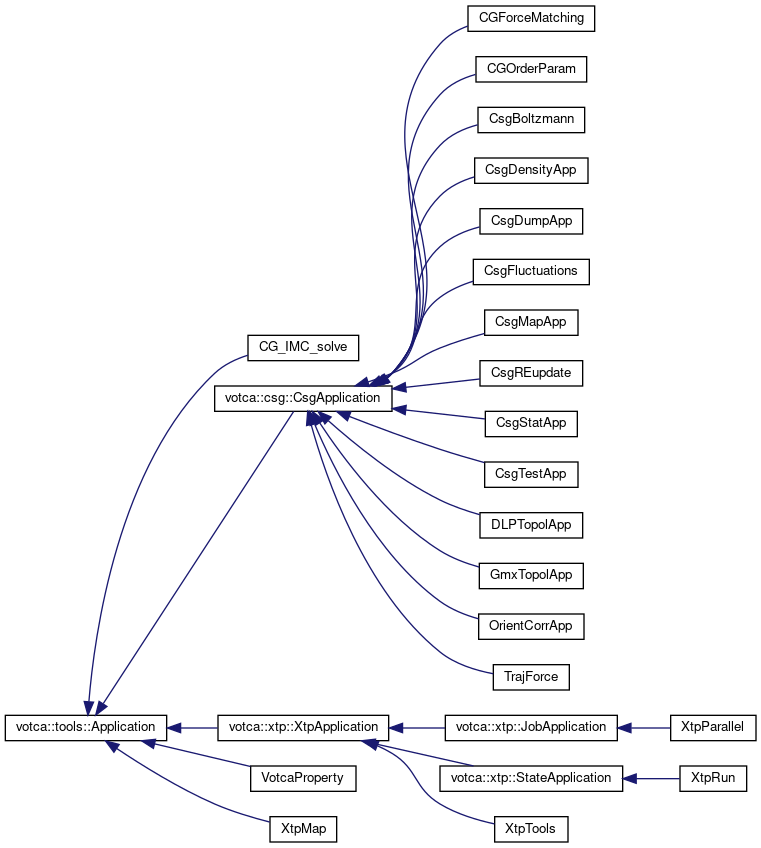 CGForceMatching
CGOrderParam
CsgBoltzmann
CsgDensityApp
CsgDumpApp
CsgFluctuations
CsgMapApp
CG_IMC_solve
CsgREupdate
votca::csg::CsgApplication
CsgStatApp
CsgTestApp
DLPTopolApp
GmxTopolApp
OrientCorrApp
TrajForce
votca::tools::Application
votca::xtp::XtpApplication
votca::xtp::JobApplication
XtpParallel
VotcaProperty
votca::xtp::StateApplication
XtpRun
XtpMap
XtpTools